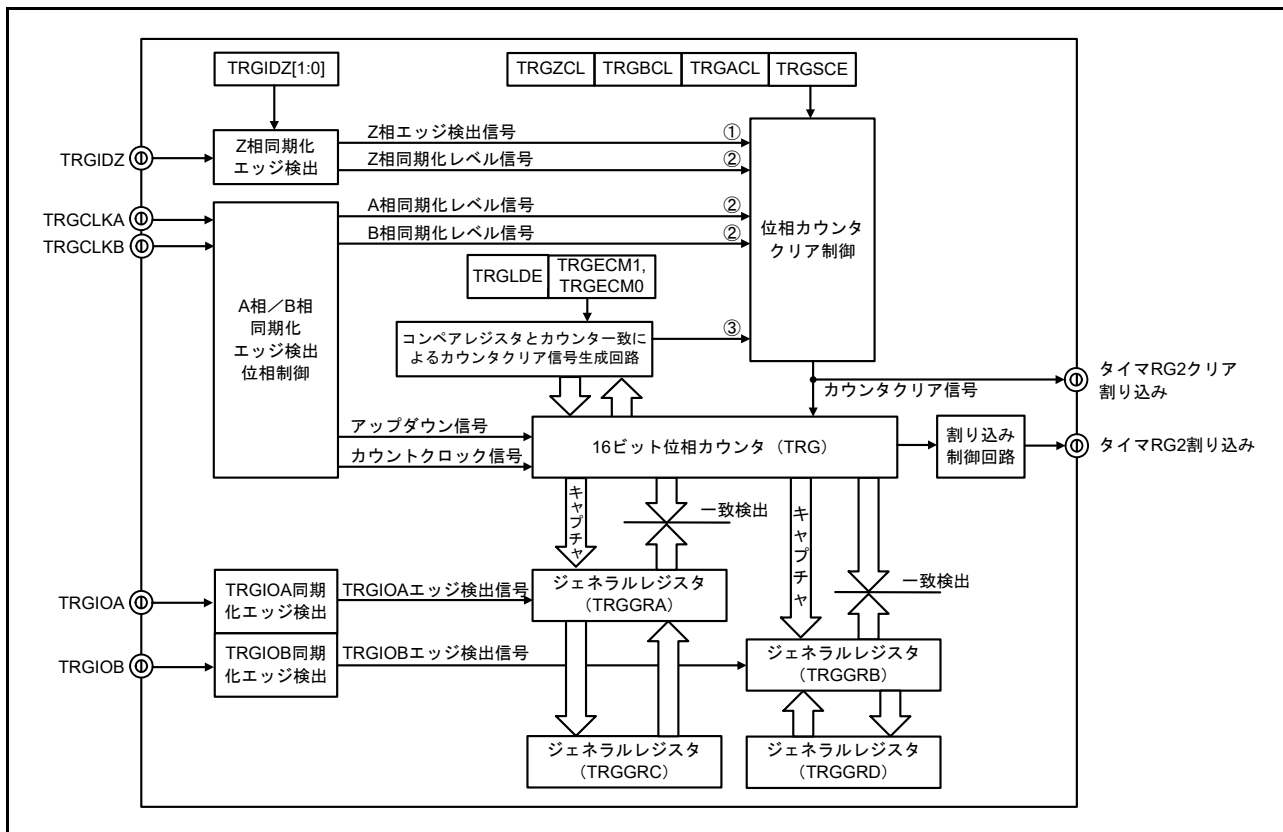 TRGIDZ[1:0]
TRGZCL
TRGBCL
TRGACL
TRGSCE
TRGIDZ
Z相同期化
エッジ検出
Z相エッジ検出信号
①
Z相同期化レベル信号
②
TRGCLKA
TRGCLKB
A相同期化レベル信号
②
B相同期化レベル信号
②
位相カウンタ
クリア制御
A相/B相
同期化
エッジ検出
位相制御
TRGLDE
TRGECM1,
TRGECM0
コンペアレジスタとカウンター致に
よるカウンタクリア信号生成回路
③
カウンタクリア信号
タイマRG2クリア
割り込み
アップダウン信号
カウントクロック信号
16ビット位相カウンタ(TRG)
割り込み
制御回路
タイマRG2割り込み
キャプチャ
一致検出
キャプチャ
一致検出
TRGIOA
TRGIOA同期
化エッジ検出
TRGIOAエッジ検出信号
ジェネラルレジスタ
(TRGGRA)
TRGIOB
TRGIOB同期
化エッジ検出
TRGIOBエッジ検出信号
ジェネラルレジスタ
(TRGGRB)
ジェネラルレジスタ
(TRGGRC)
ジェネラルレジスタ
(TRGGRD)